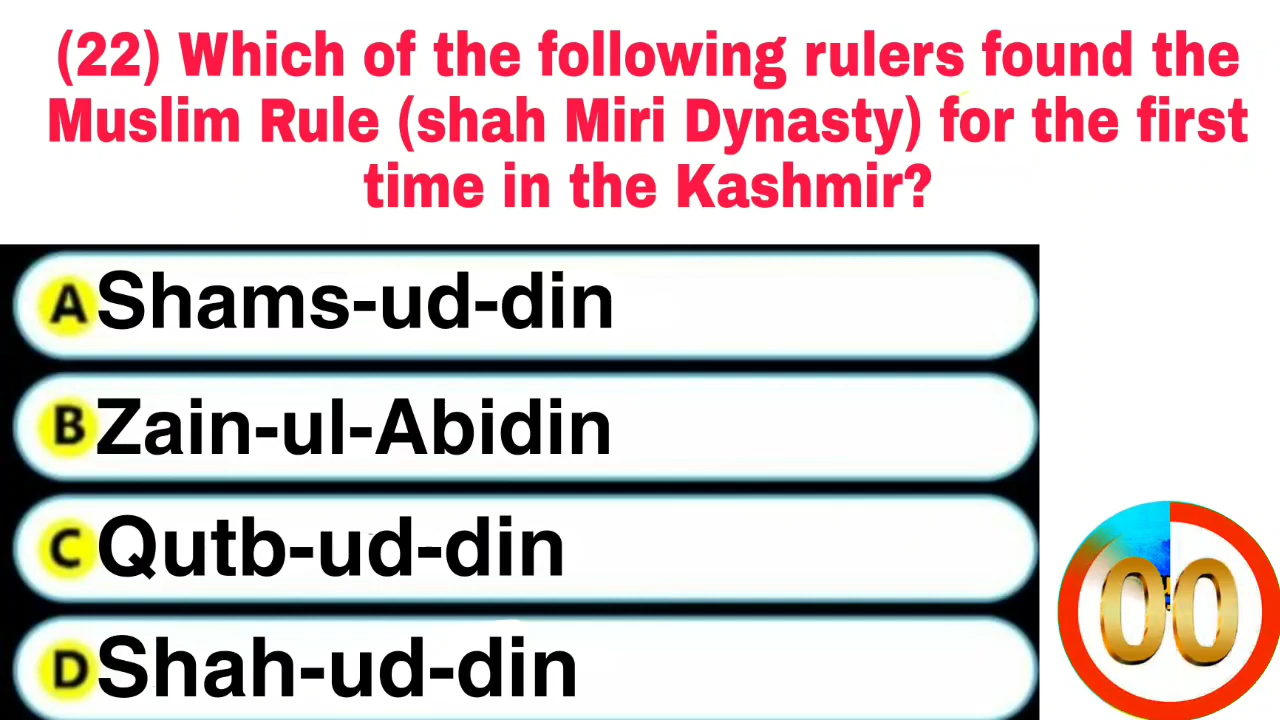 (22) Which of the following rulers found the
Muslim Rule (shah Miri Dynasty) for the first
time in the Kashmir?
A Shams-ud-din
B Zain-ul-Abidin
C Qutb-ud-din
D Shah-ud-din
00